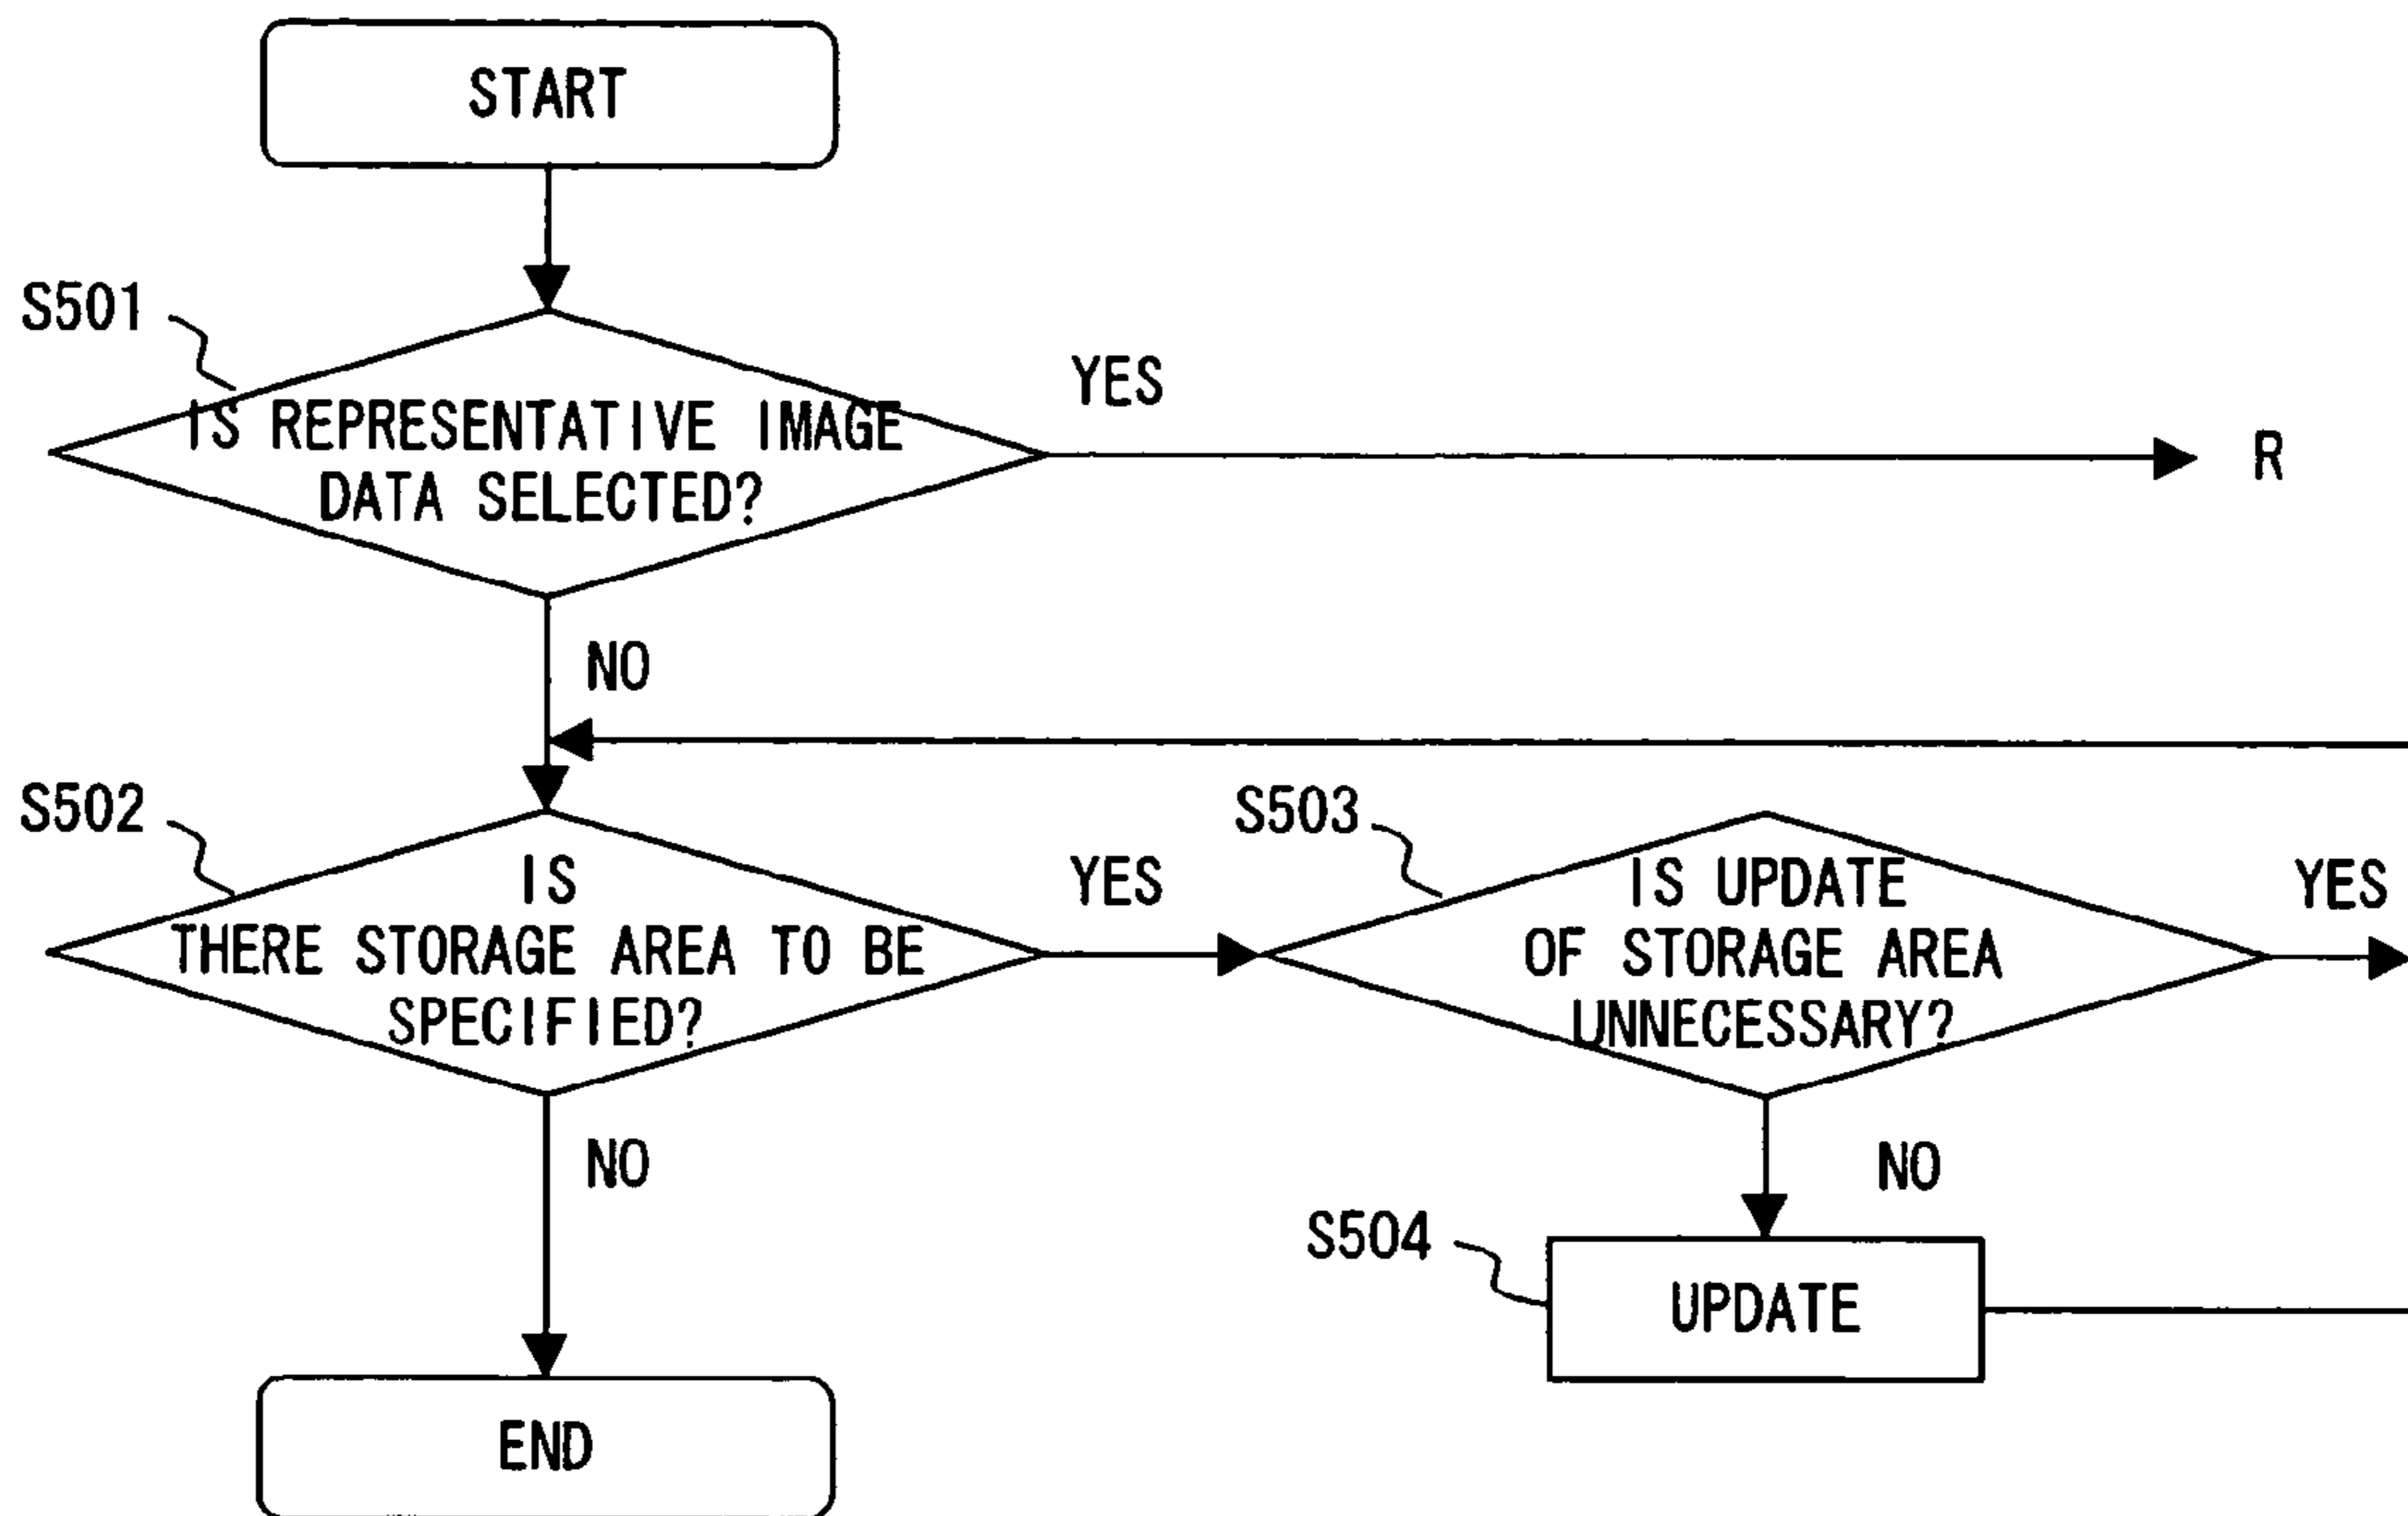 START
S501
YES
IS REPRESENTATIVE IMAGE
DATA SELECTED?
R
NO
S502
S503
IS
THERE STORAGE AREA TO BE
SPECIFIED?
YES
IS UPDATE
OF STORAGE AREA
UNNECESSARY?
YES
NO
NO
S504
UPDATE
END